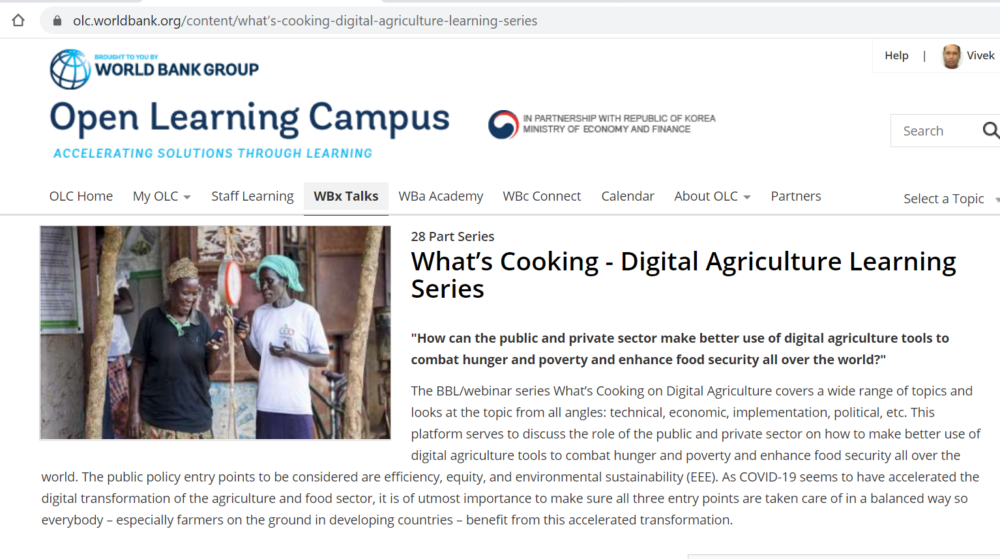 olc.worldbank.org/content/what’s-cooking-digital-agriculture-learning-series
Help | Vivek
BROUGHT TO YOU BY
WORLD BANK GROUP
Open Learning Campus
ACCELERATING SOLUTIONS THROUGH LEARNING
IN PARTNERSHIP WITH REPUBLIC OF KOREA
MINISTRY OF ECONOMY AND FINANCE
Search
OLC Home My OLC Staff Learning WBx Talks WBa Academy WBc Connect Calendar About OLC Partners Select a Topic
28 Part Series
What’s Cooking - Digital Agriculture Learning
Series
"How can the public and private sector make better use of digital agriculture tools to
combat hunger and poverty and enhance food security all over the world?"
The BBL/webinar series What’s Cooking on Digital Agriculture covers a wide range of topics and
looks at the topic from all angles: technical, economic, implementation, political, etc. This
platform serves to discuss the role of the public and private sector on how to make better use of
digital agriculture tools to combat hunger and poverty and enhance food security all over the
world. The public policy entry points to be considered are efficiency, equity, and environmental sustainability (EEE). As COVID-19 seems to have accelerated the
digital transformation of the agriculture and food sector, it is of utmost importance to make sure all three entry points are taken care of in a balanced way so
everybody – especially farmers on the ground in developing countries – benefit from this accelerated transformation.